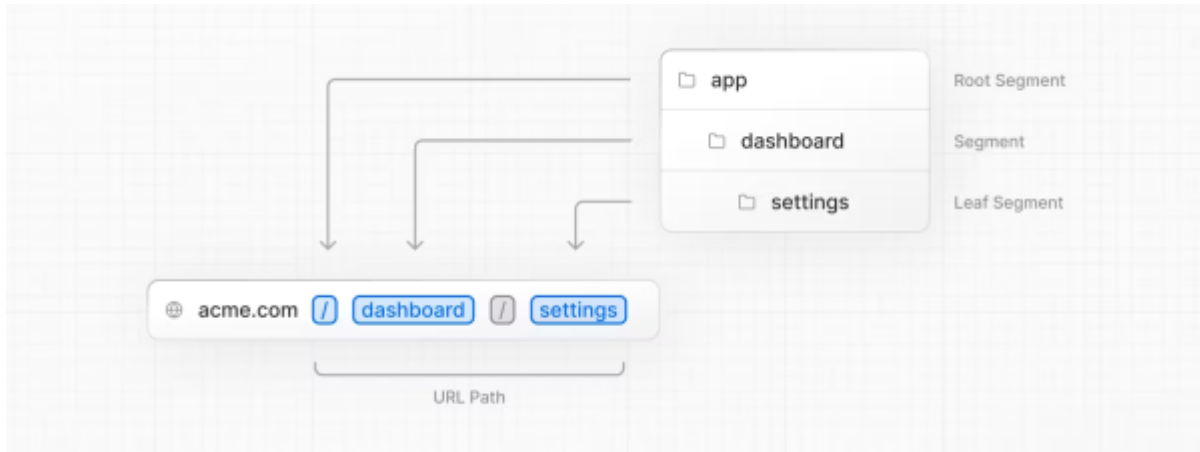 app Root Segment
dashboard Segment
settings Leaf Segment
acme.com / dashboard / settings
URL Path